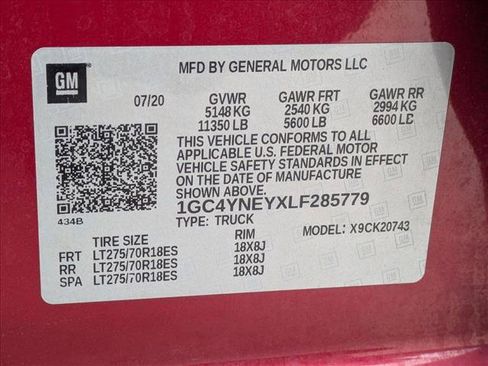 GM
MFD BY GENERAL MOTORS LLC
07/20 GVWR GAWR FRT GAWR RR
5148 KG 2540 KG 2994 KG
11350 LB 5600 LB 6600 LB
THIS VEHICLE CONFORMS TO ALL
APPLICABLE U.S. FEDERAL MOTOR
VEHICLE SAFETY STANDARDS IN EFFECT
ON THE DATE OF MANUFACTURE
SHOWN ABOVE.
434B 1GC4YNEYXLF285779
TYPE: TRUCK MODEL: X9CK20743
TIRE SIZE RIM
FRT LT275/70R18ES 18X8J
RR LT275/70R18ES 18X8J
SPA LT275/70R18ES 18X8J